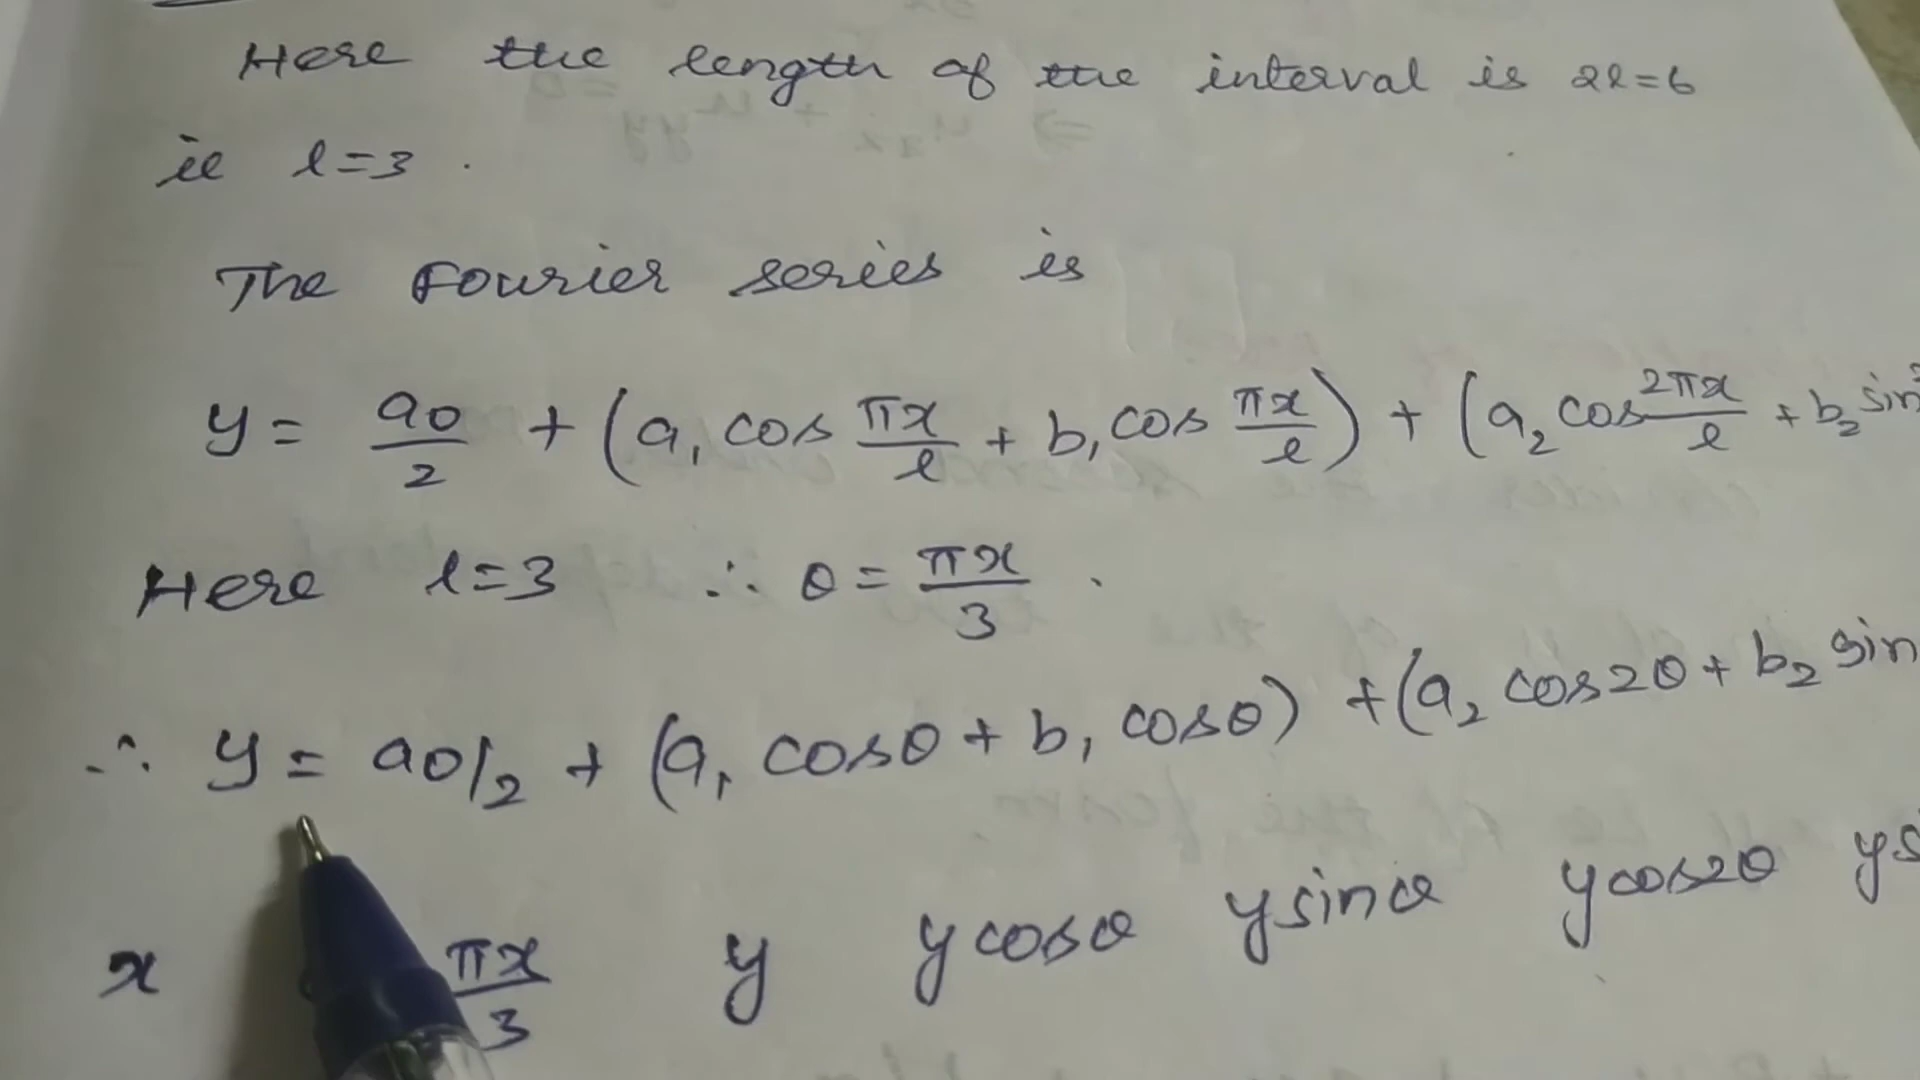 Here the length of the interval is 2l=6
ie l=3.
The Fourier series is
y = a0/2 + (a₁ cos πx/l + b₁ cos πx/l) + (a₂ cos 2πx/l + b₂ sin
Here l=3 ∴ θ = πx/3.
∴ y = a0/2 + (a₁ cosθ + b₁ cosθ) + (a₂ cos2θ + b₂ sin
x πx/3 y ycosθ ysinθ ycos2θ ys